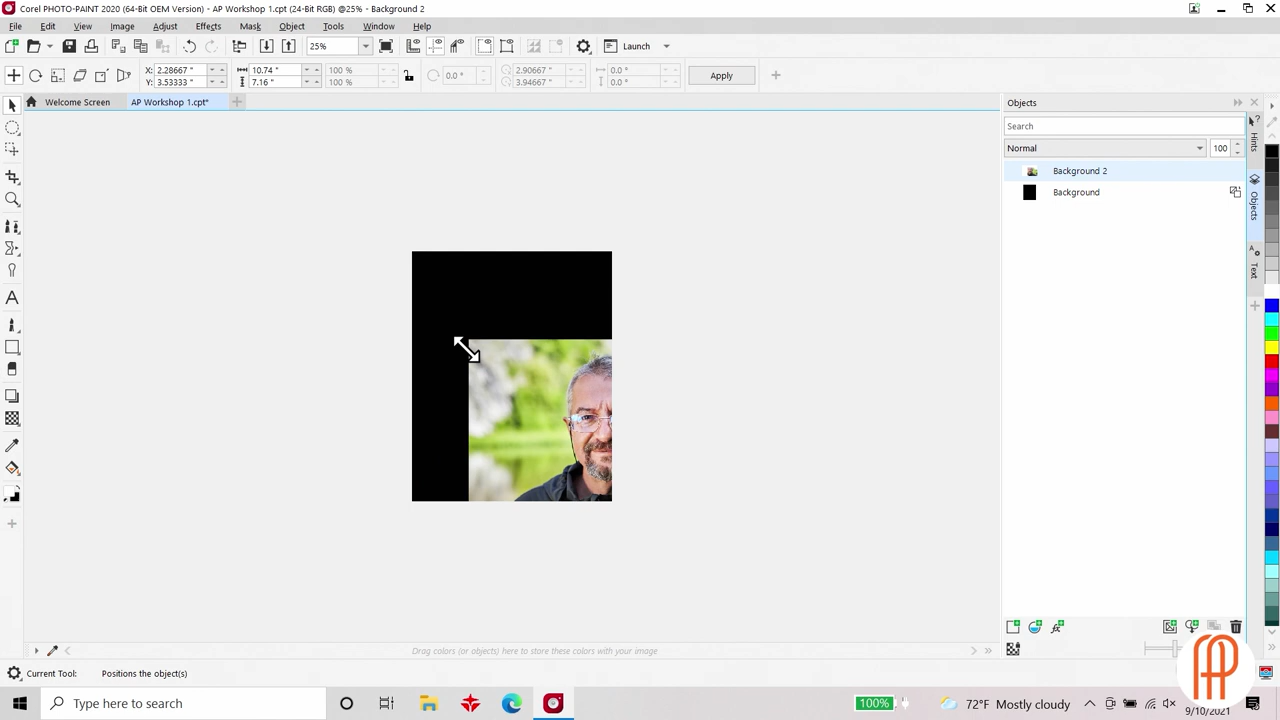 Corel PHOTO-PAINT 2020 (64-Bit OEM Version) - AP Workshop 1.cpt (24-Bit RGB) @25% - Background 2
File Edit View Image Adjust Effects Mask Object Tools Window Help
25% Launch
X: 2.28667 " 10.74 " 100 % 0.0 ° 2.90667 " 0.0 ° Apply
Y: 3.53333 " 7.16 " 100 % 3.94667 " 0.0 °
Welcome Screen AP Workshop 1.cpt*
Objects
Search
Normal 100
Background 2
Background
Hints
Objects
Text
Drag colors (or objects) here to store these colors with your image
Current Tool: Positions the object(s)
Type here to search
100% 72°F Mostly cloudy
9/10/2021